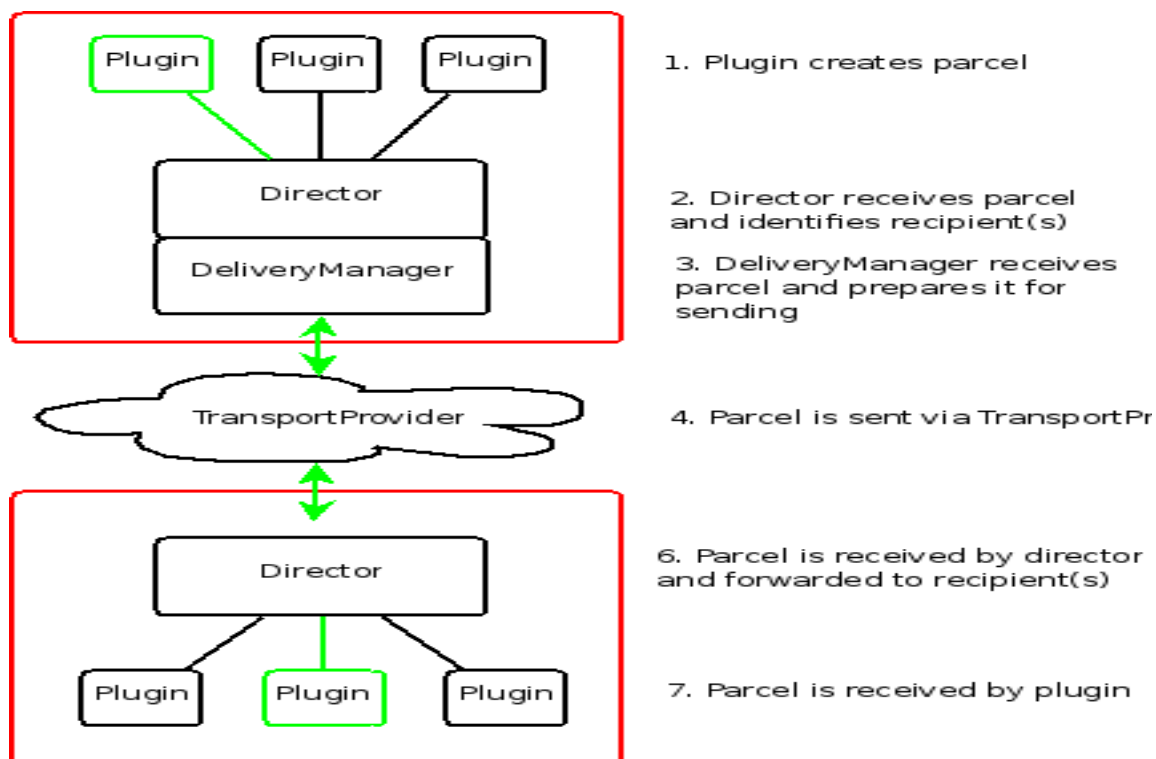 Plugin Plugin Plugin
1. Plugin creates parcel
Director
2. Director receives parcel
and identifies recipient(s)
DeliveryManager
3. DeliveryManager receives
parcel and prepares it for
sending
TransportProvider
4. Parcel is sent via TransportPr
Director
6. Parcel is received by director
and forwarded to recipient(s)
Plugin Plugin Plugin
7. Parcel is received by plugin